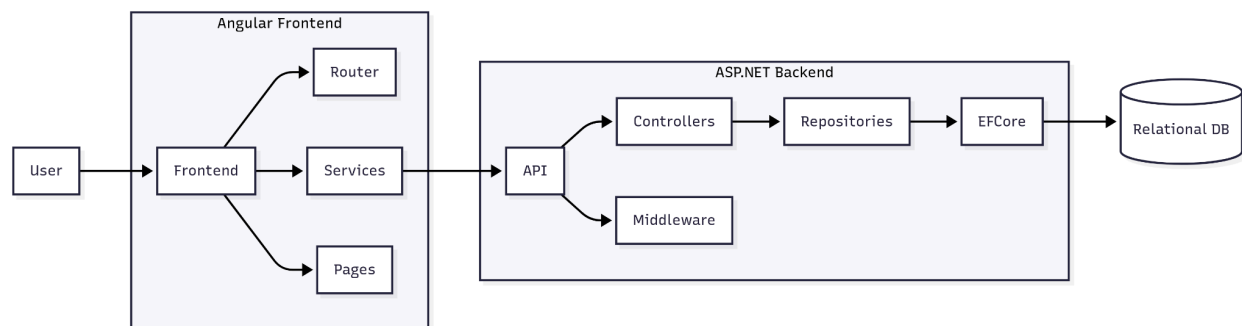 Angular Frontend
Router
ASP.NET Backend
Controllers
Repositories
EFCore
Relational DB
User
Frontend
Services
API
Middleware
Pages